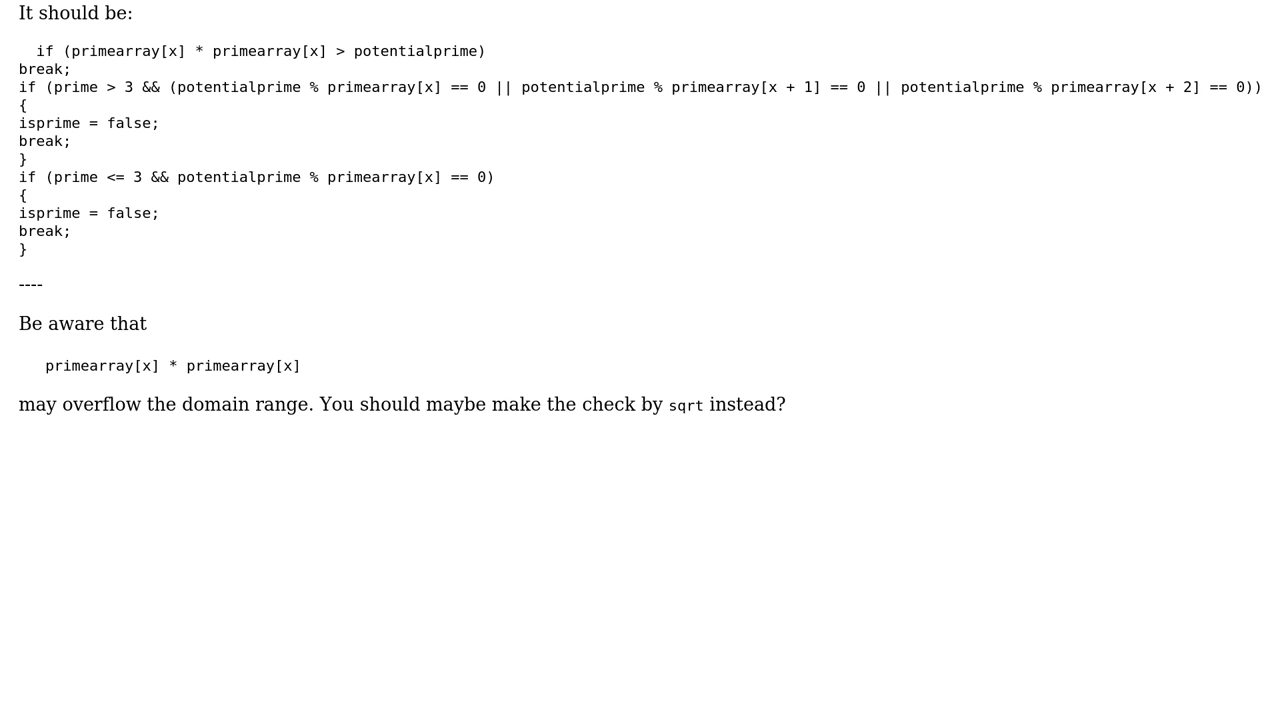 It should be:
if (primearray[x] * primearray[x] > potentialprime)
break;
if (prime > 3 && (potentialprime % primearray[x] == 0 || potentialprime % primearray[x + 1] == 0 || potentialprime % primearray[x + 2] == 0))
{
isprime = false;
break;
}
if (prime <= 3 && potentialprime % primearray[x] == 0)
{
isprime = false;
break;
}
----
Be aware that
primearray[x] * primearray[x]
may overflow the domain range. You should maybe make the check by sqrt instead?